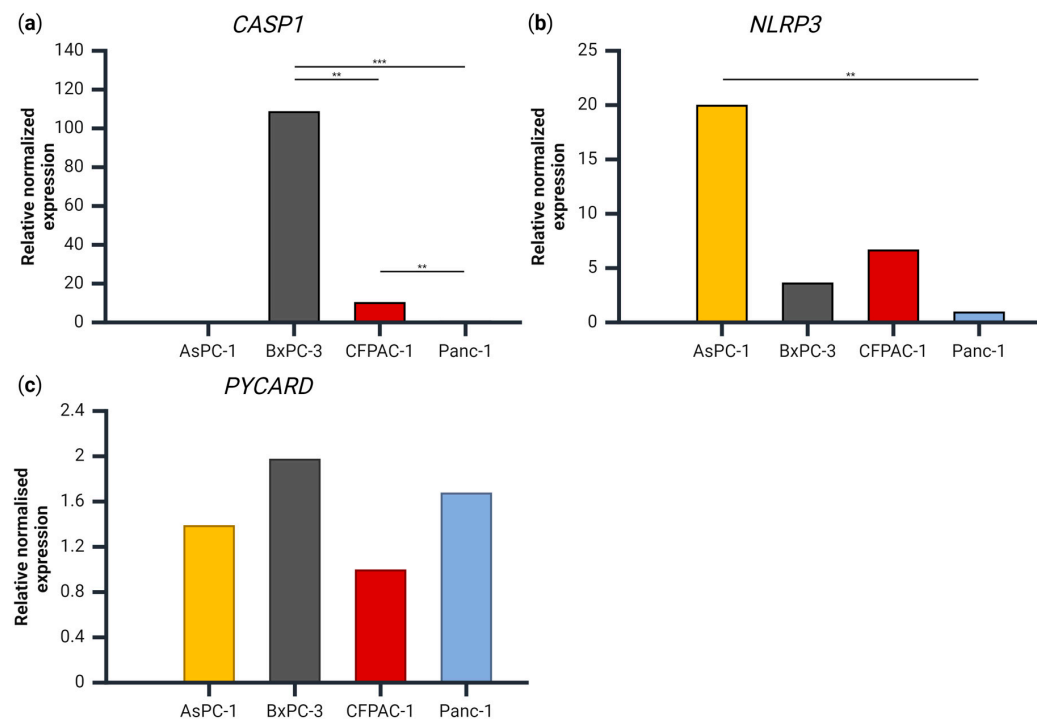 (a)
CASP1
Relative normalized
expression
140
120
100
80
60
40
20
0
***
**
**
AsPC-1 BxPC-3 CFPAC-1 Panc-1
(b)
NLRP3
Relative normalized
expression
25
20
15
10
5
0
**
AsPC-1 BxPC-3 CFPAC-1 Panc-1
(c)
PYCARD
Relative normalised
expression
2.4
2
1.6
1.2
0.8
0.4
0
AsPC-1 BxPC-3 CFPAC-1 Panc-1